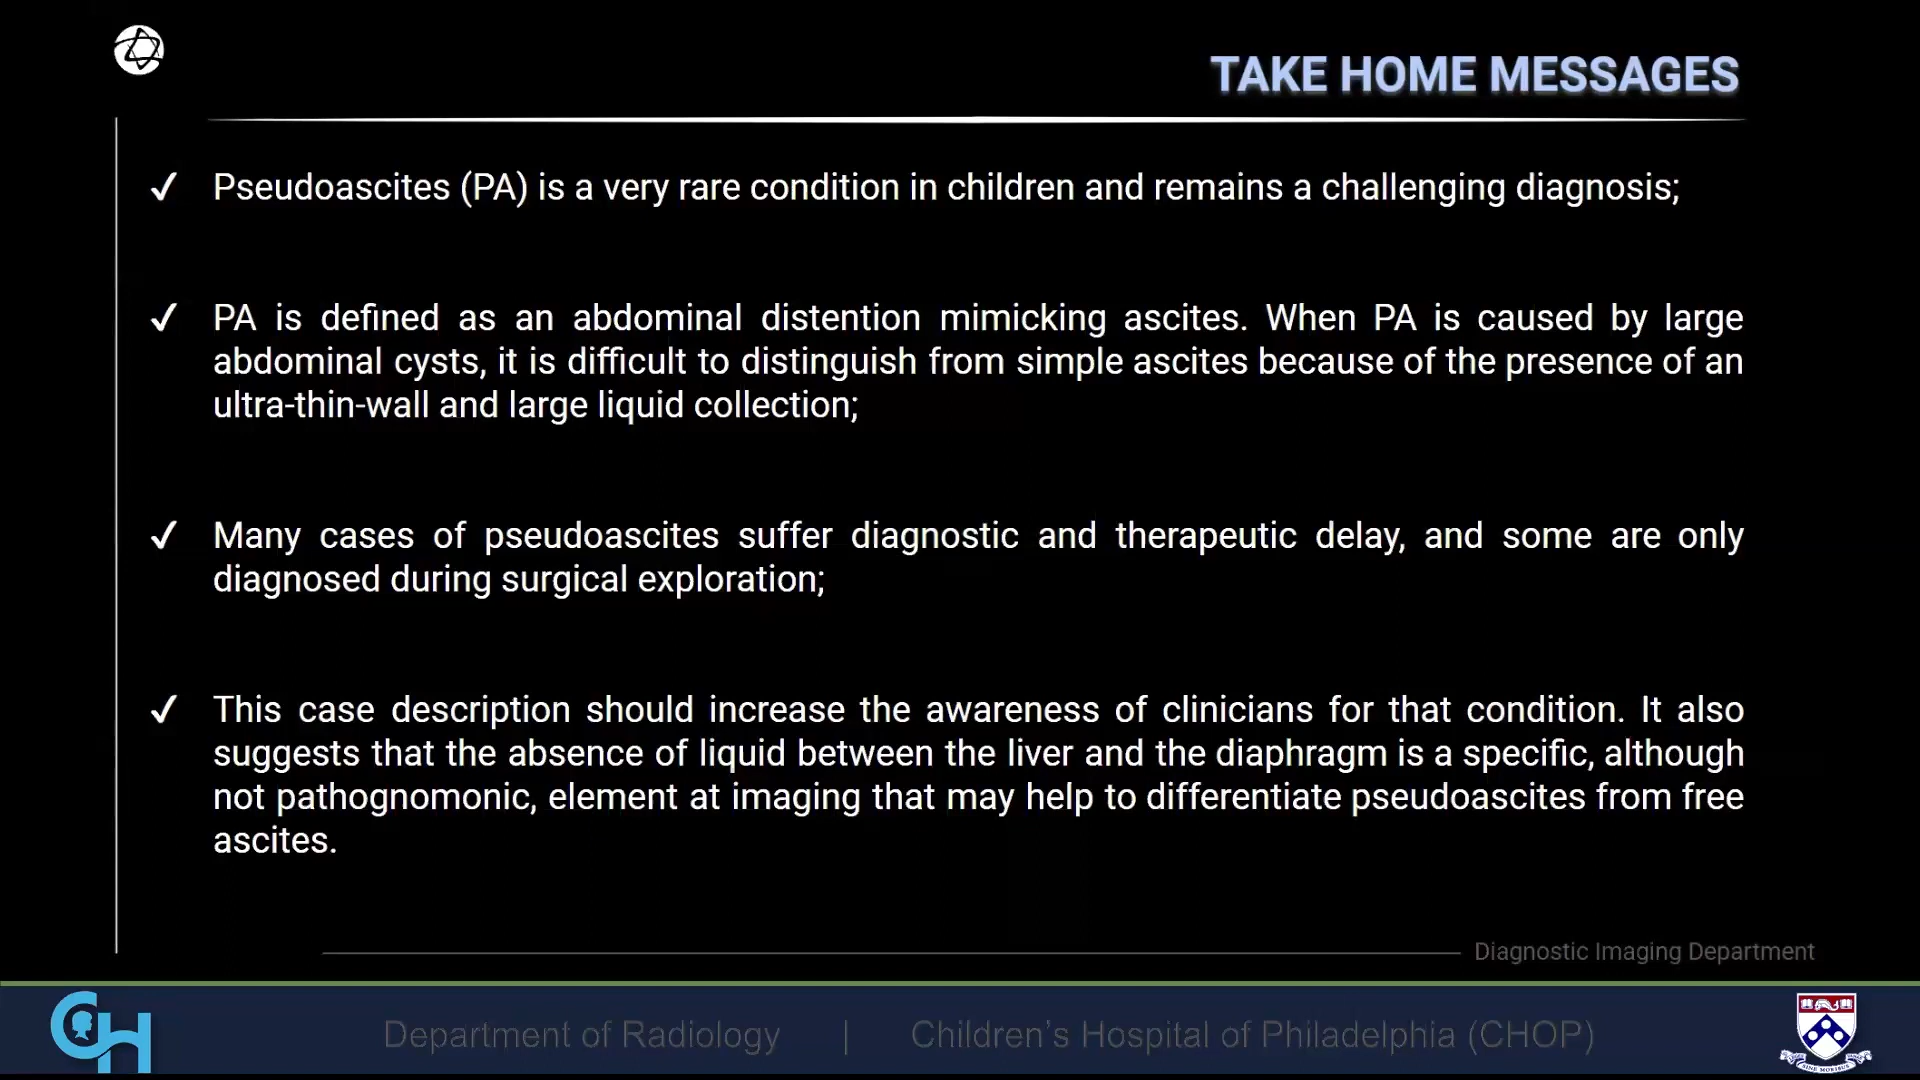 TAKE HOME MESSAGES
✓ Pseudoascites (PA) is a very rare condition in children and remains a challenging diagnosis;
✓ PA is defined as an abdominal distention mimicking ascites. When PA is caused by large
abdominal cysts, it is difficult to distinguish from simple ascites because of the presence of an
ultra-thin-wall and large liquid collection;
✓ Many cases of pseudoascites suffer diagnostic and therapeutic delay, and some are only
diagnosed during surgical exploration;
✓ This case description should increase the awareness of clinicians for that condition. It also
suggests that the absence of liquid between the liver and the diaphragm is a specific, although
not pathognomonic, element at imaging that may help to differentiate pseudoascites from free
ascites.
Diagnostic Imaging Department
CH
Department of Radiology | Children's Hospital of Philadelphia (CHOP)